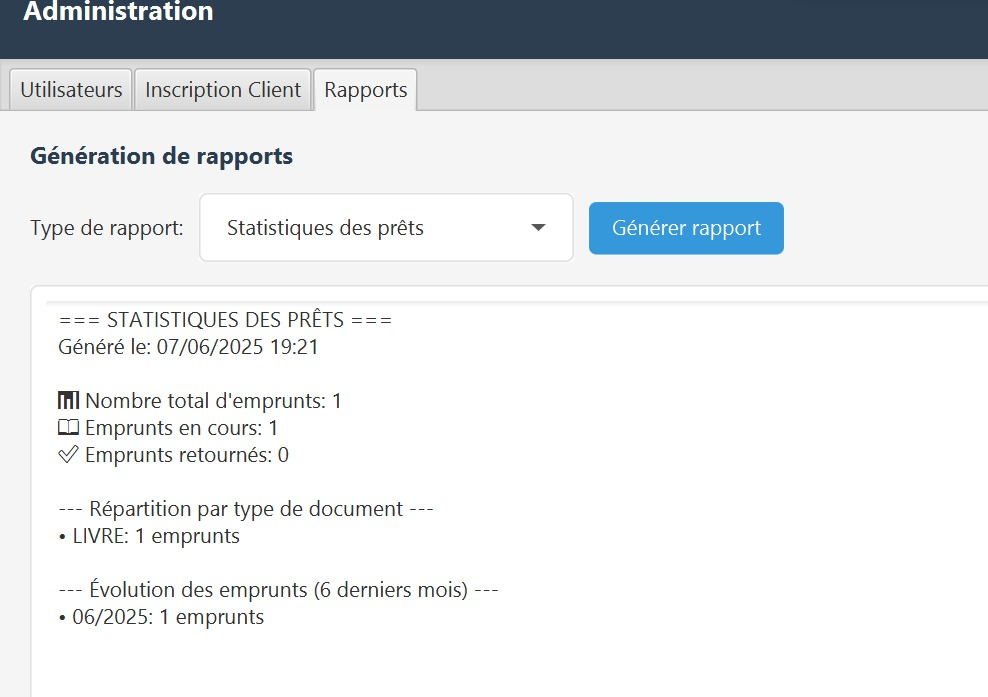 Administration
Utilisateurs Inscription Client Rapports
Génération de rapports
Type de rapport: Statistiques des prêts Générer rapport
=== STATISTIQUES DES PRÊTS ===
Généré le: 07/06/2025 19:21
Nombre total d'emprunts: 1
Emprunts en cours: 1
Emprunts retournés: 0
--- Répartition par type de document ---
• LIVRE: 1 emprunts
--- Évolution des emprunts (6 derniers mois) ---
• 06/2025: 1 emprunts